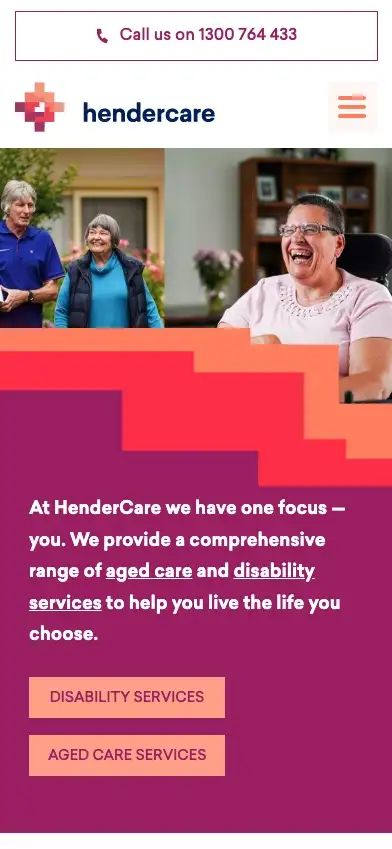 Call us on 1300 764 433
hendercare
At HenderCare we have one focus —
you. We provide a comprehensive
range of aged care and disability
services to help you live the life you
choose.
DISABILITY SERVICES
AGED CARE SERVICES